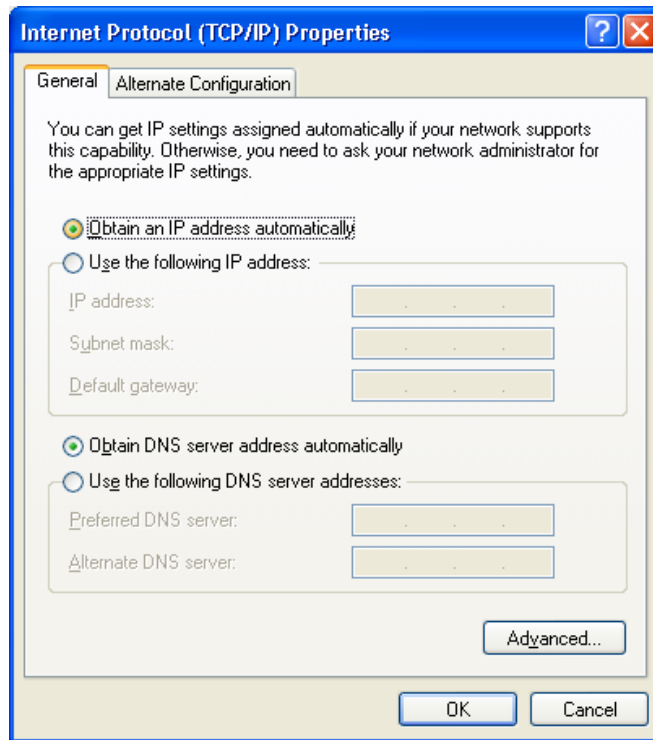 Internet Protocol (TCP/IP) Properties
General
Alternate Configuration
You can get IP settings assigned automatically if your network supports
this capability. Otherwise, you need to ask your network administrator for
the appropriate IP settings.
Obtain an IP address automatically
Use the following IP address:
IP address:
Subnet mask:
Default gateway:
Obtain DNS server address automatically
Use the following DNS server addresses:
Preferred DNS server:
Alternate DNS server:
Advanced...
OK
Cancel